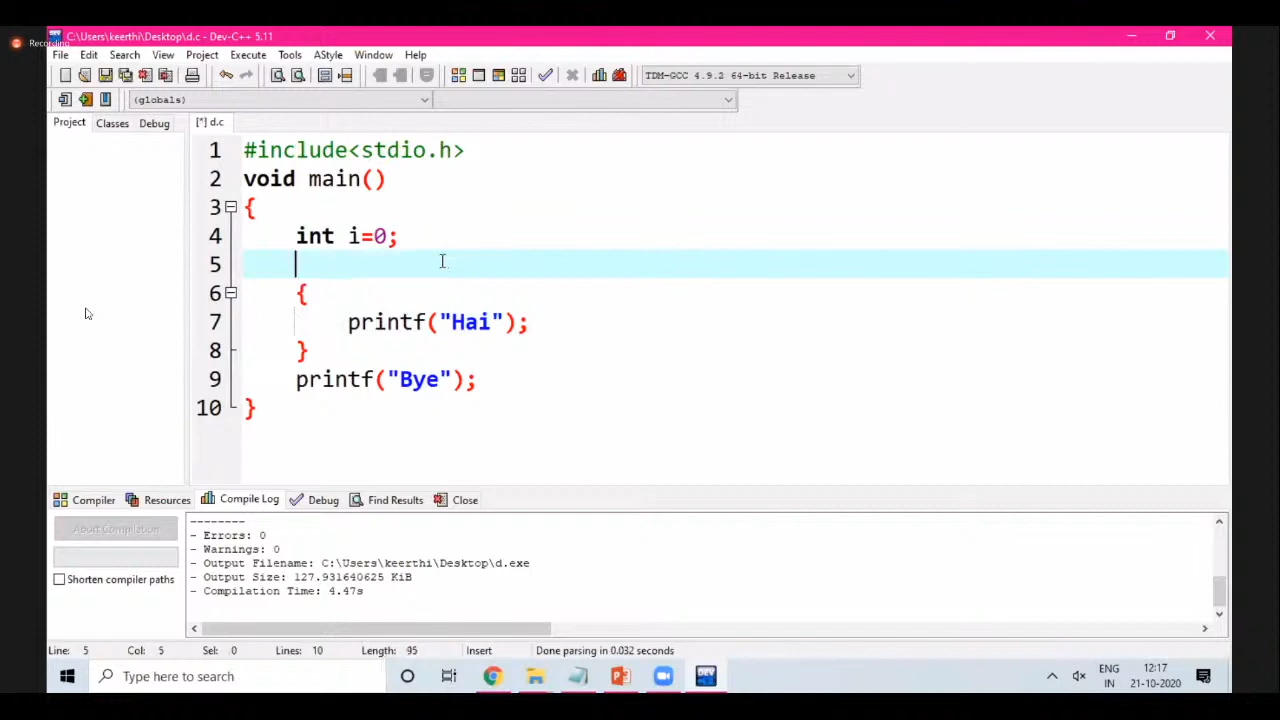 Recording
C:\Users\keerthi\Desktop\d.c - Dev-C++ 5.11
File Edit Search View Project Execute Tools AStyle Window Help
TDM-GCC 4.9.2 64-bit Release
(globals)
Project Classes Debug
[*] d.c
1 #include<stdio.h>
2 void main()
3 {
4 int i=0;
5
6 {
7 printf("Hai");
8 }
9 printf("Bye");
10 }
Compiler Resources Compile Log Debug Find Results Close
Abort Compilation
--------
- Errors: 0
- Warnings: 0
- Output Filename: C:\Users\keerthi\Desktop\d.exe
- Output Size: 127.931640625 KiB
- Compilation Time: 4.47s
Shorten compiler paths
Line: 5 Col: 5 Sel: 0 Lines: 10 Length: 95 Insert Done parsing in 0.032 seconds
Type here to search
DEV
ENG
IN
12:17
21-10-2020